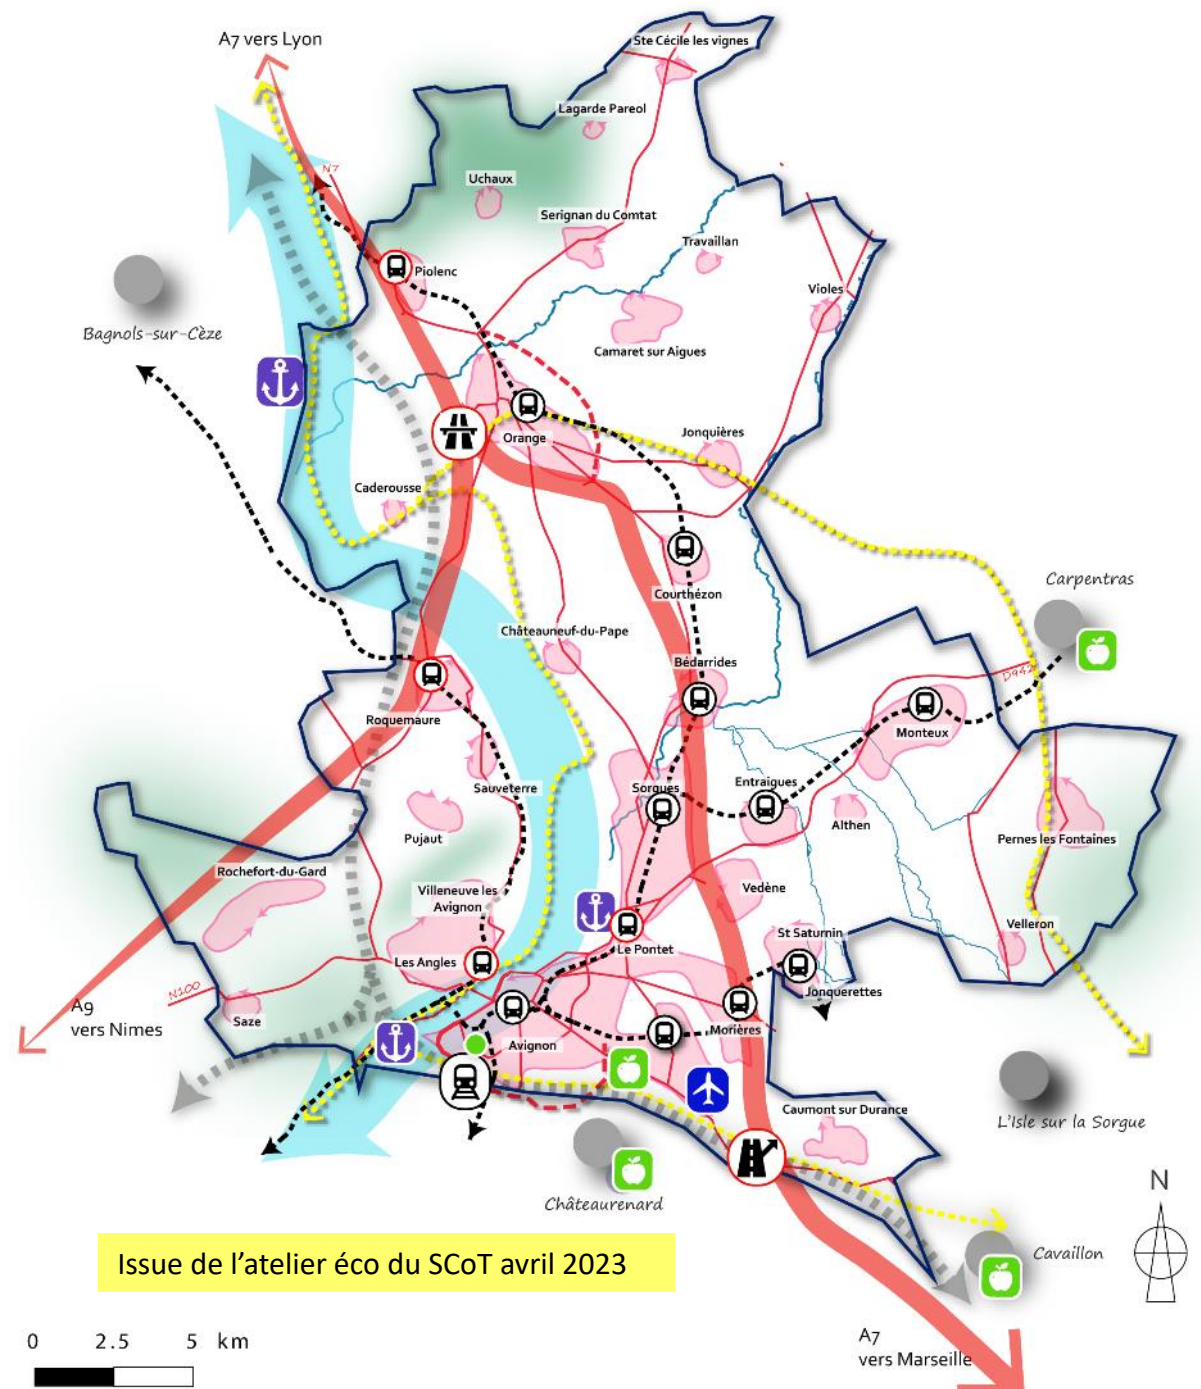 Ste Cécile les vignes
A7 vers Lyon
Lagarde Pareol
N7
Uchaux
Serignan du Comtat
Travaillan
Piolenc
Violes
Bagnols-sur-Cèze
Camaret sur Aigues
Orange
Jonquières
Caderousse
Carpentras
Courthézon
Châteauneuf-du-Pape
Bédarrides
D942
Roquemaure
Monteux
Sauveterre
Sorgues
Entraigues
Althen
Pujaut
Pernes les Fontaines
Rochefort-du-Gard
Villeneuve les
Avignon
Vedène
Velleron
St Saturnin
Le Pontet
Les Angles
N100
Jonquerettes
A9
vers Nimes
Saze
Morières
Avignon
Caumont sur Durance
L'Isle sur la Sorgue
Châteaurenard
N
Cavaillon
Issue de l'atelier éco du SCoT avril 2023
0 2.5 5 km
A7
vers Marseille